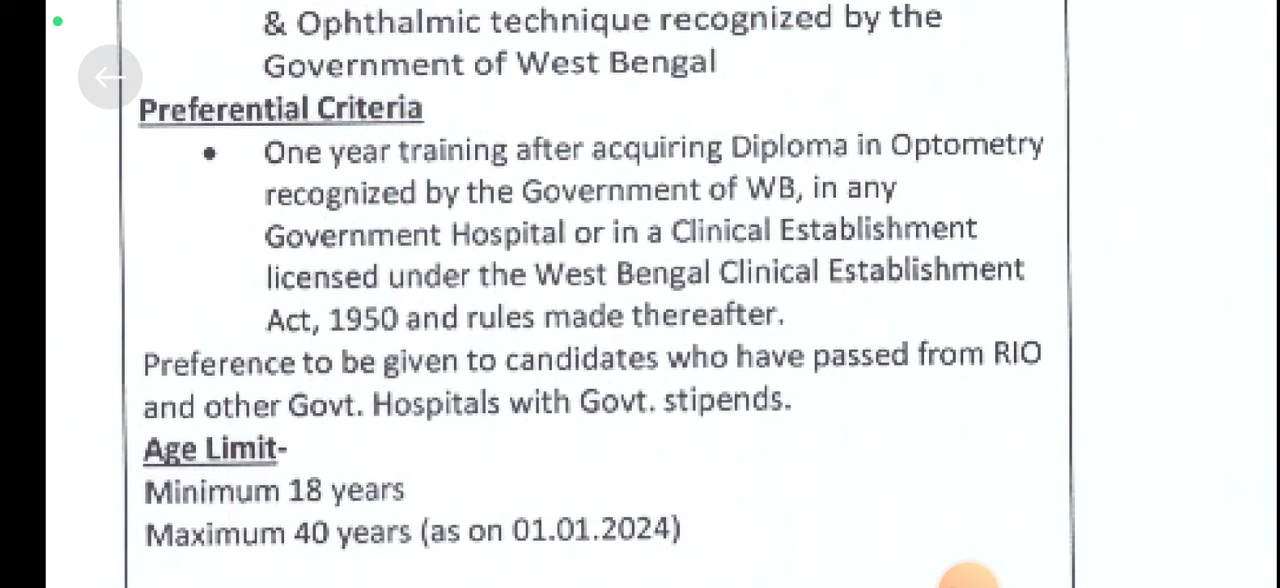 & Ophthalmic technique recognized by the
Government of West Bengal
Preferential Criteria
• One year training after acquiring Diploma in Optometry
recognized by the Government of WB, in any
Government Hospital or in a Clinical Establishment
licensed under the West Bengal Clinical Establishment
Act, 1950 and rules made thereafter.
Preference to be given to candidates who have passed from RIO
and other Govt. Hospitals with Govt. stipends.
Age Limit-
Minimum 18 years
Maximum 40 years (as on 01.01.2024)